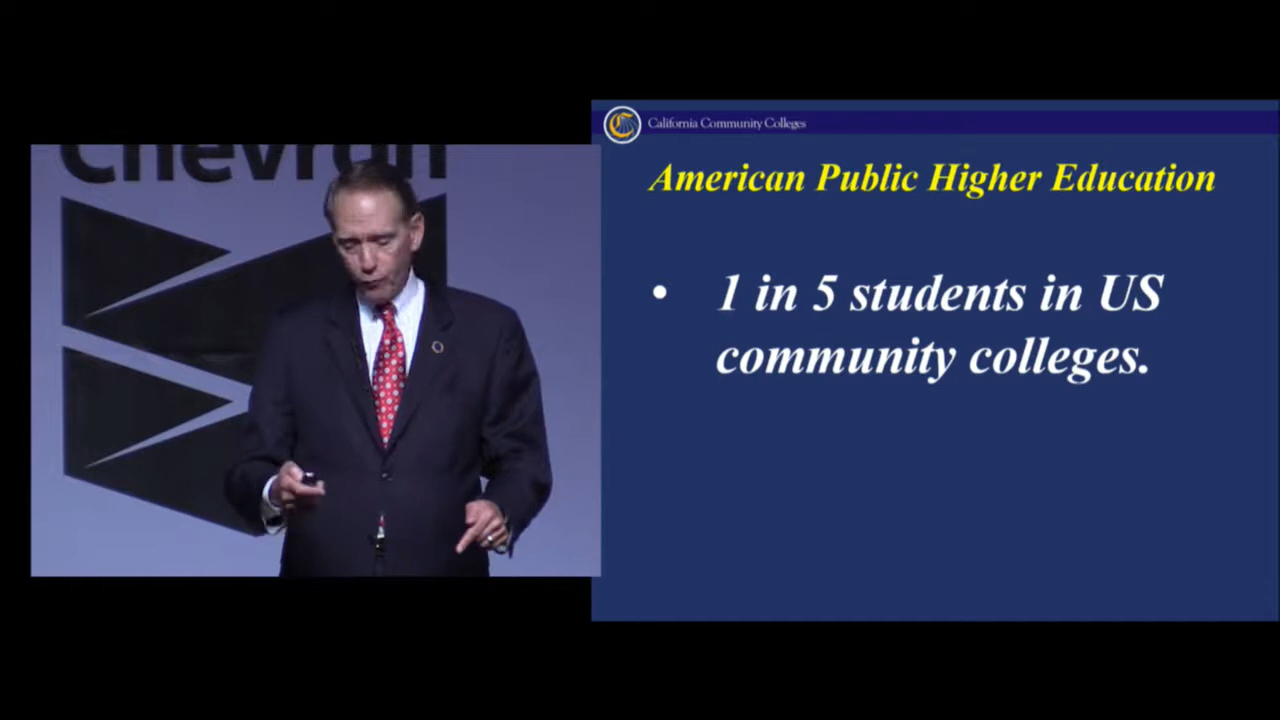 Chevron
California Community Colleges
American Public Higher Education
• 1 in 5 students in US
community colleges.